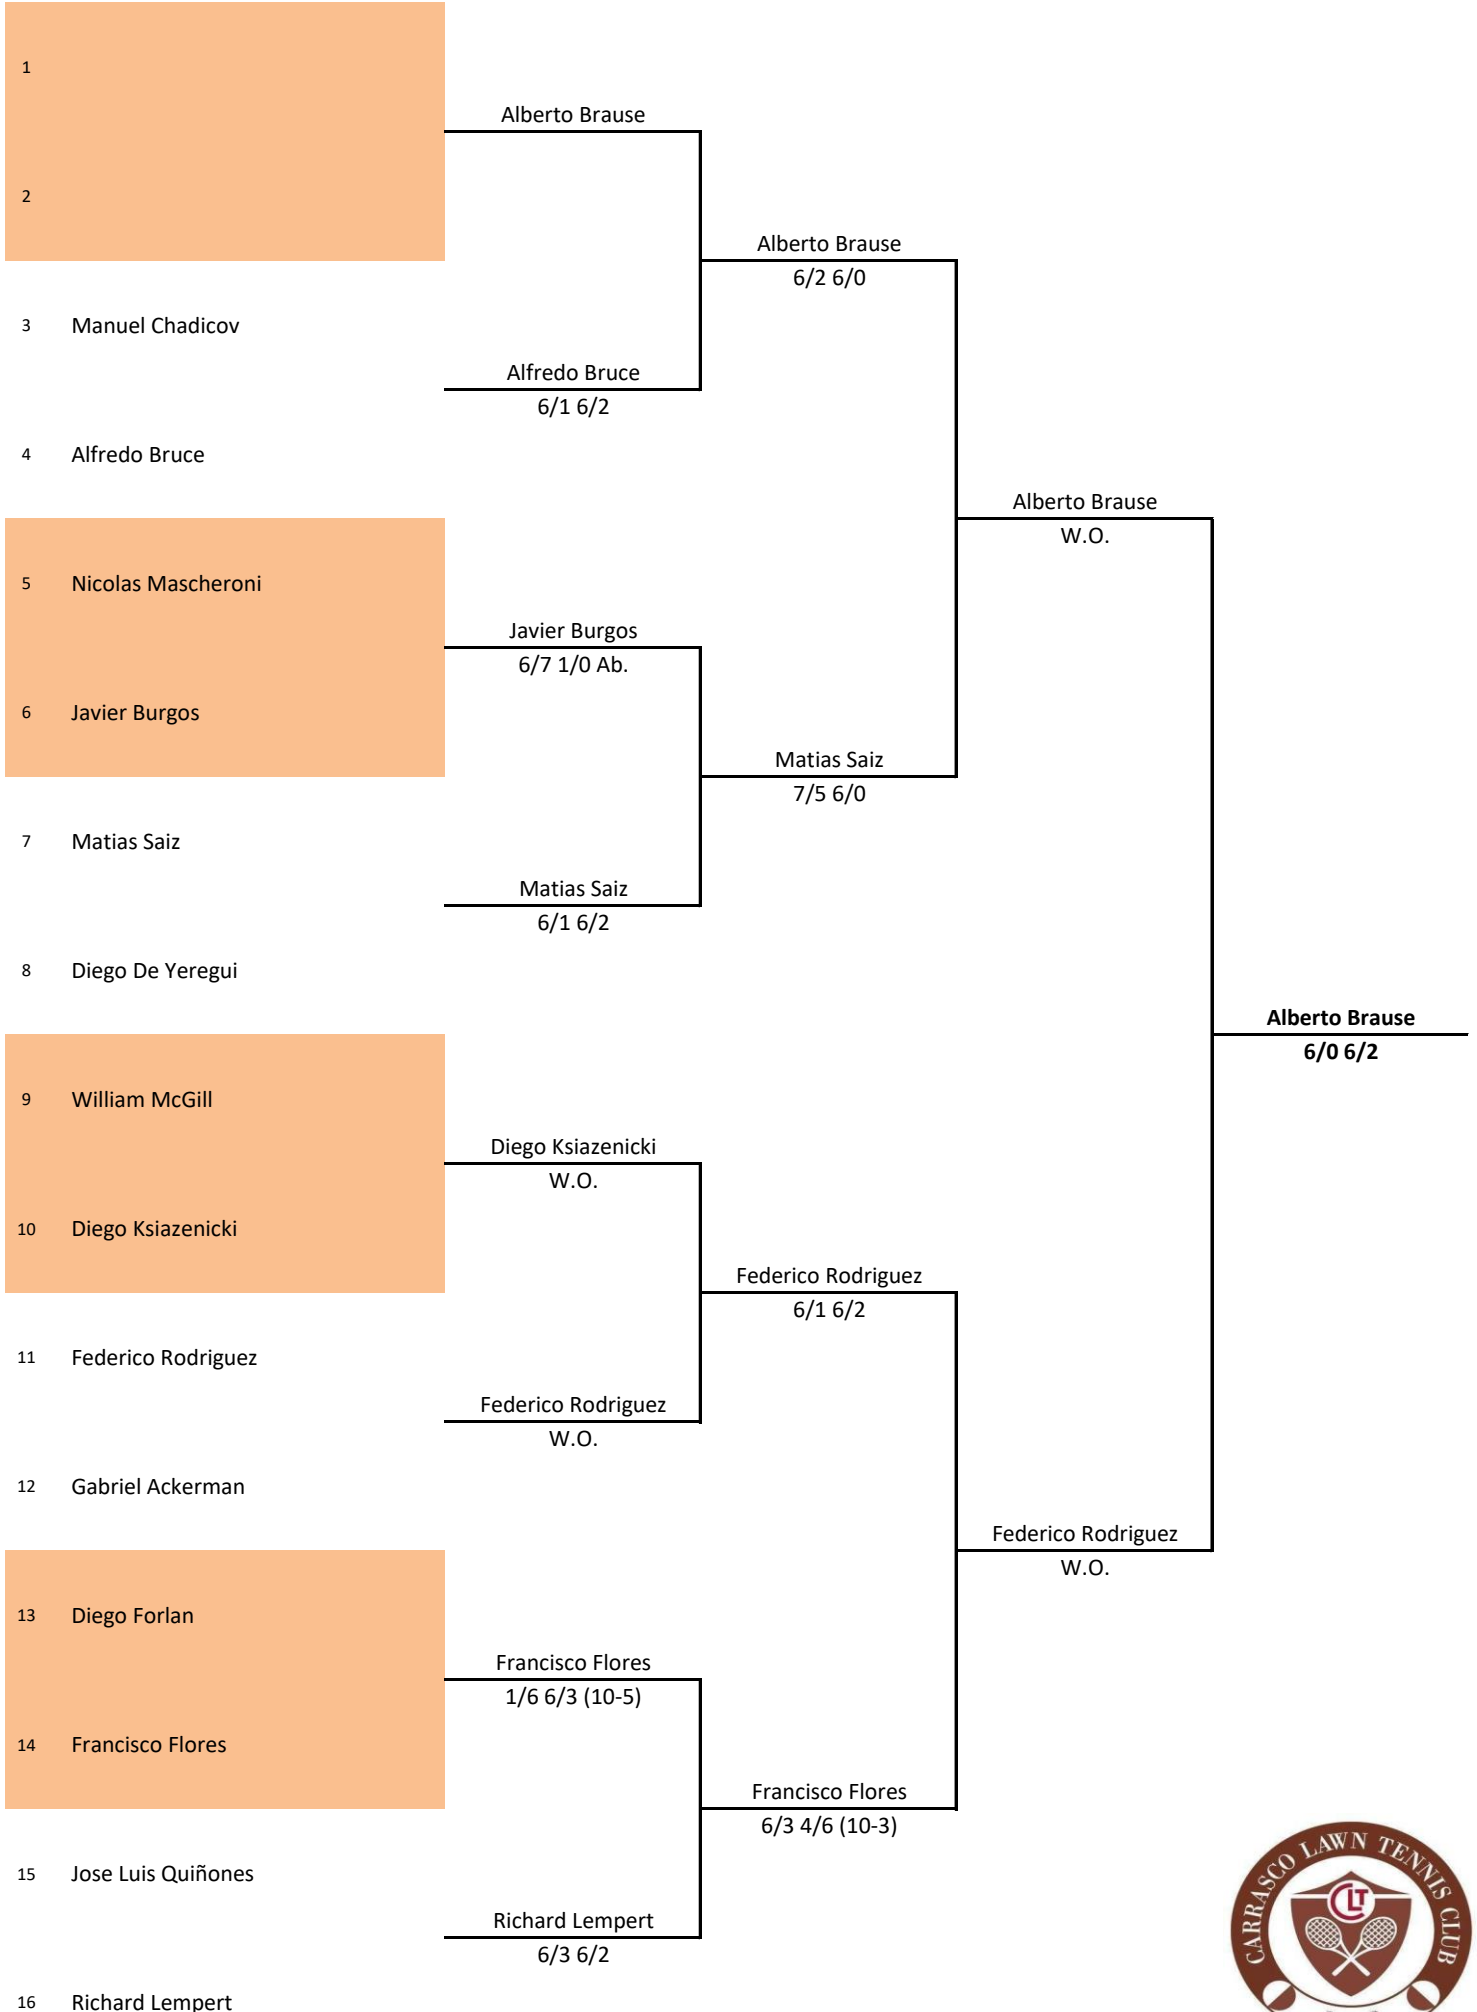 1
Alberto Brause
2
Alberto Brause
6/2 6/0
3 Manuel Chadicov
Alfredo Bruce
6/1 6/2
4 Alfredo Bruce
Alberto Brause
W.O.
5 Nicolas Mascheroni
Javier Burgos
6/7 1/0 Ab.
6 Javier Burgos
Matias Saiz
7/5 6/0
7 Matias Saiz
Matias Saiz
6/1 6/2
8 Diego De Yeregui
Alberto Brause
6/0 6/2
9 William McGill
Diego Ksiazenicki
W.O.
10 Diego Ksiazenicki
Federico Rodriguez
6/1 6/2
11 Federico Rodriguez
Federico Rodriguez
W.O.
12 Gabriel Ackerman
Federico Rodriguez
W.O.
13 Diego Forlan
Francisco Flores
1/6 6/3 (10-5)
14 Francisco Flores
Francisco Flores
6/3 4/6 (10-3)
15 Jose Luis Quiñones
Richard Lempert
6/3 6/2
16 Richard Lempert
CARRASCO LAWN TENNIS CLUB
CLT